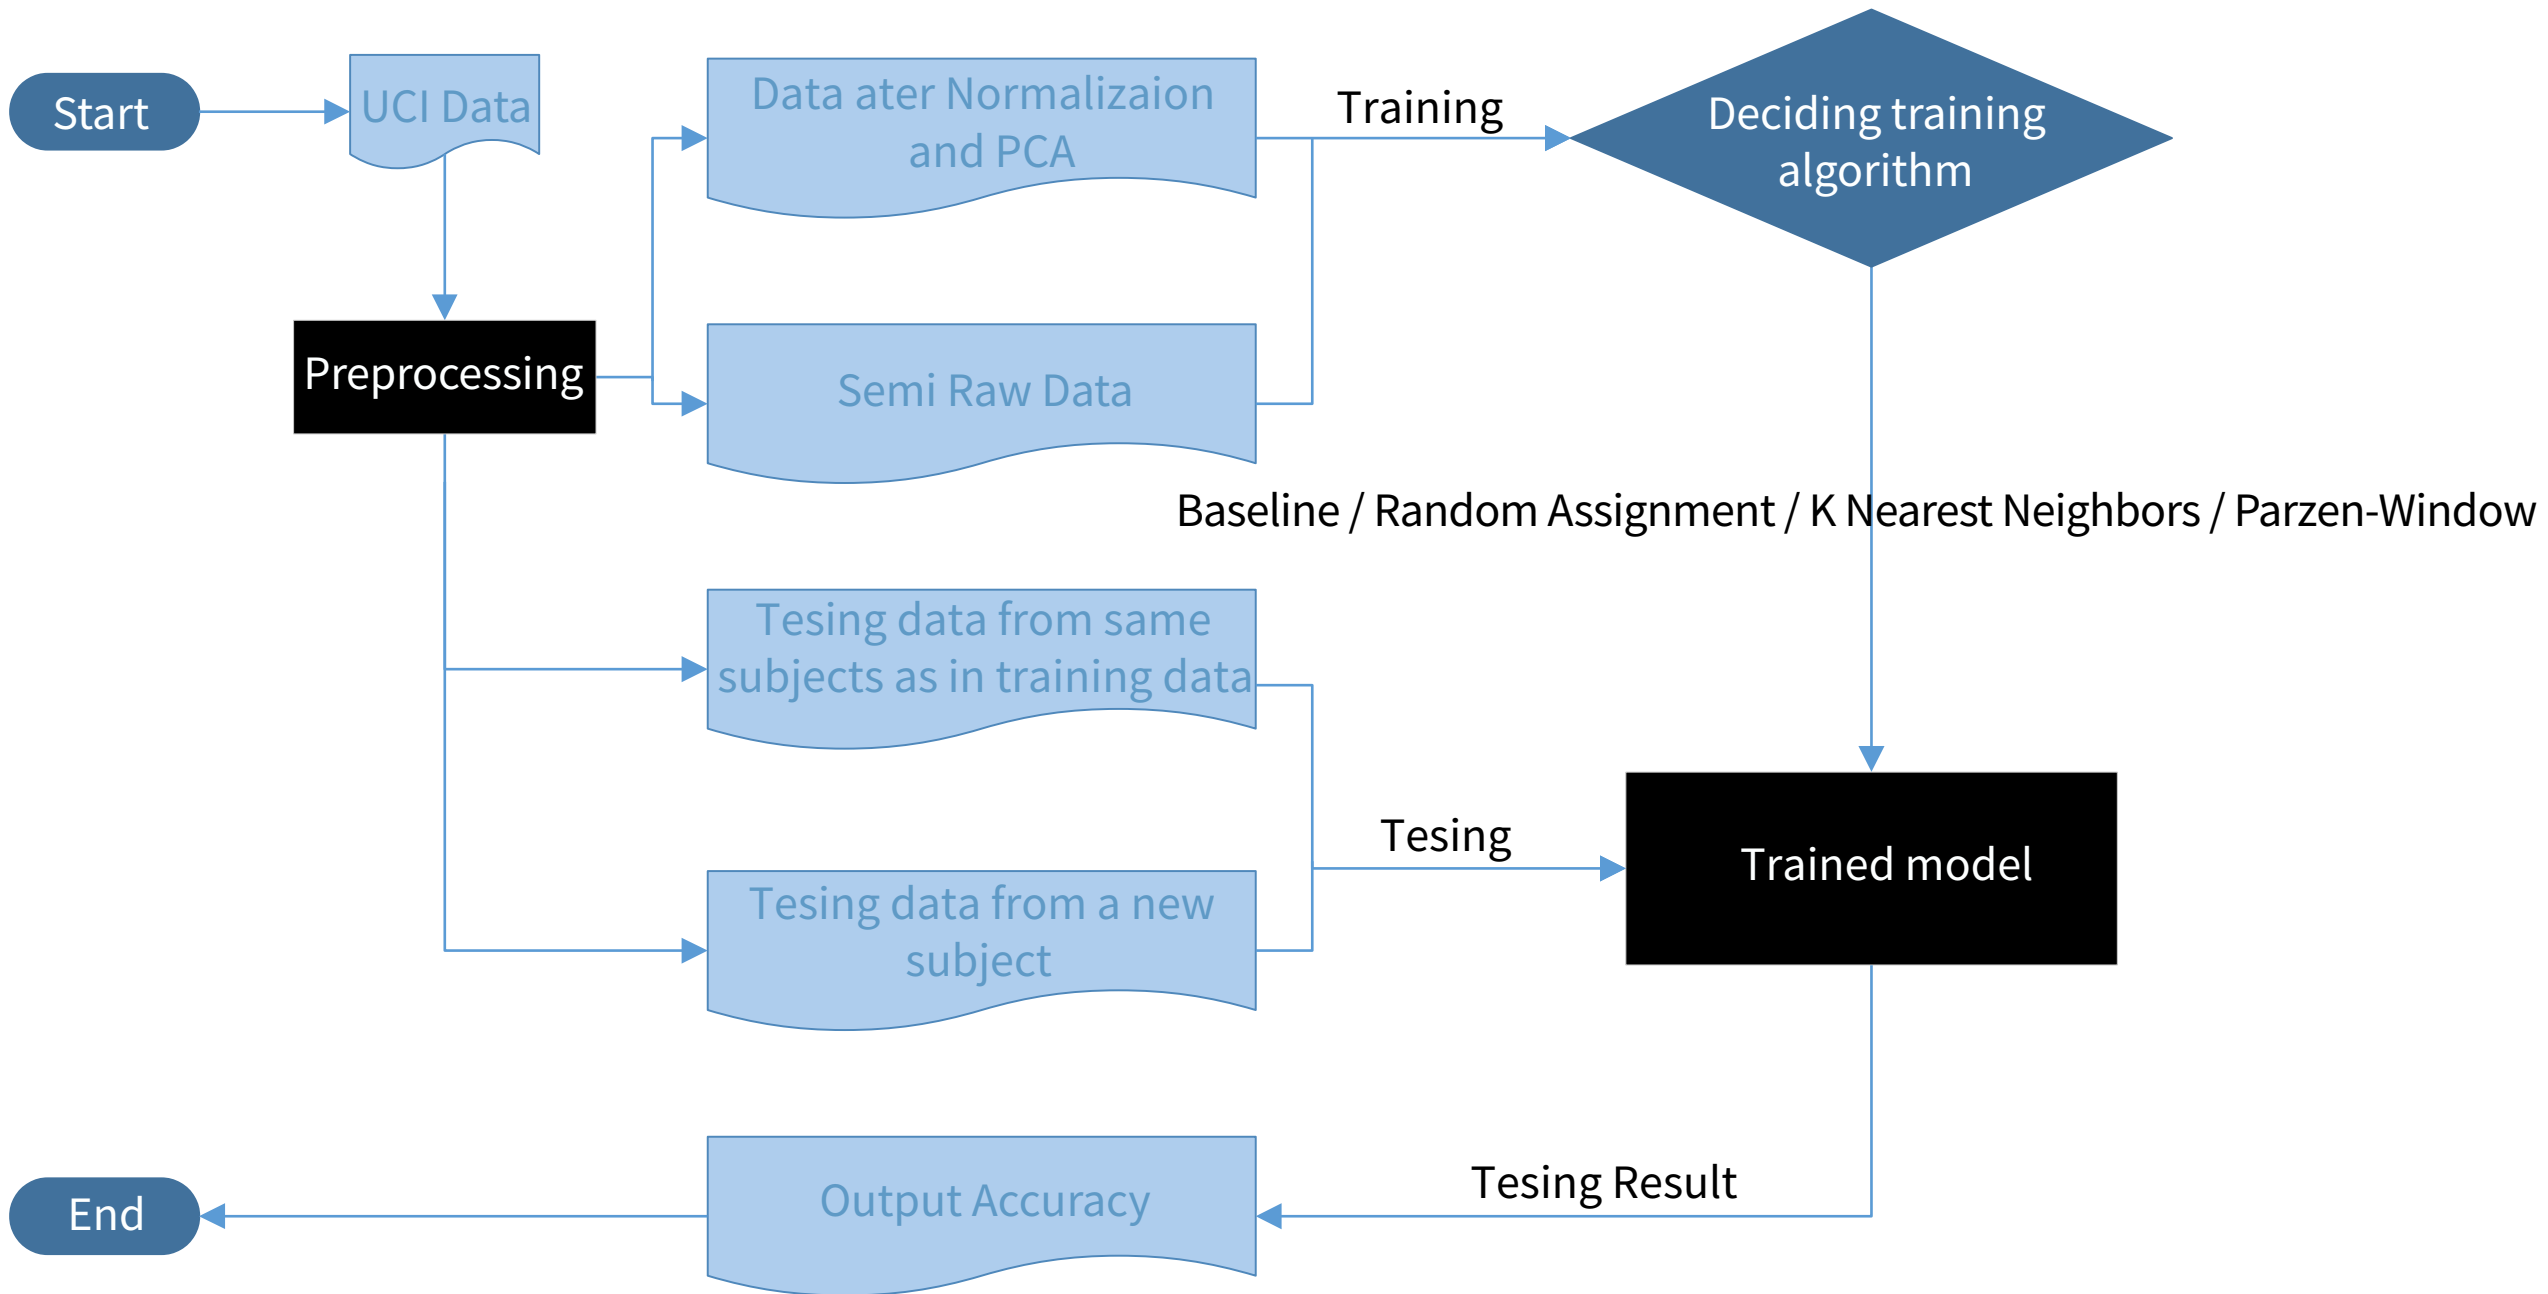 Start
UCI Data
Data ater Normalizaion
and PCA
Training
Deciding training
algorithm
Preprocessing
Semi Raw Data
Baseline / Random Assignment / K Nearest Neighbors / Parzen-Window
Tesing data from same
subjects as in training data
Tesing
Trained model
Tesing data from a new
subject
Tesing Result
Output Accuracy
End